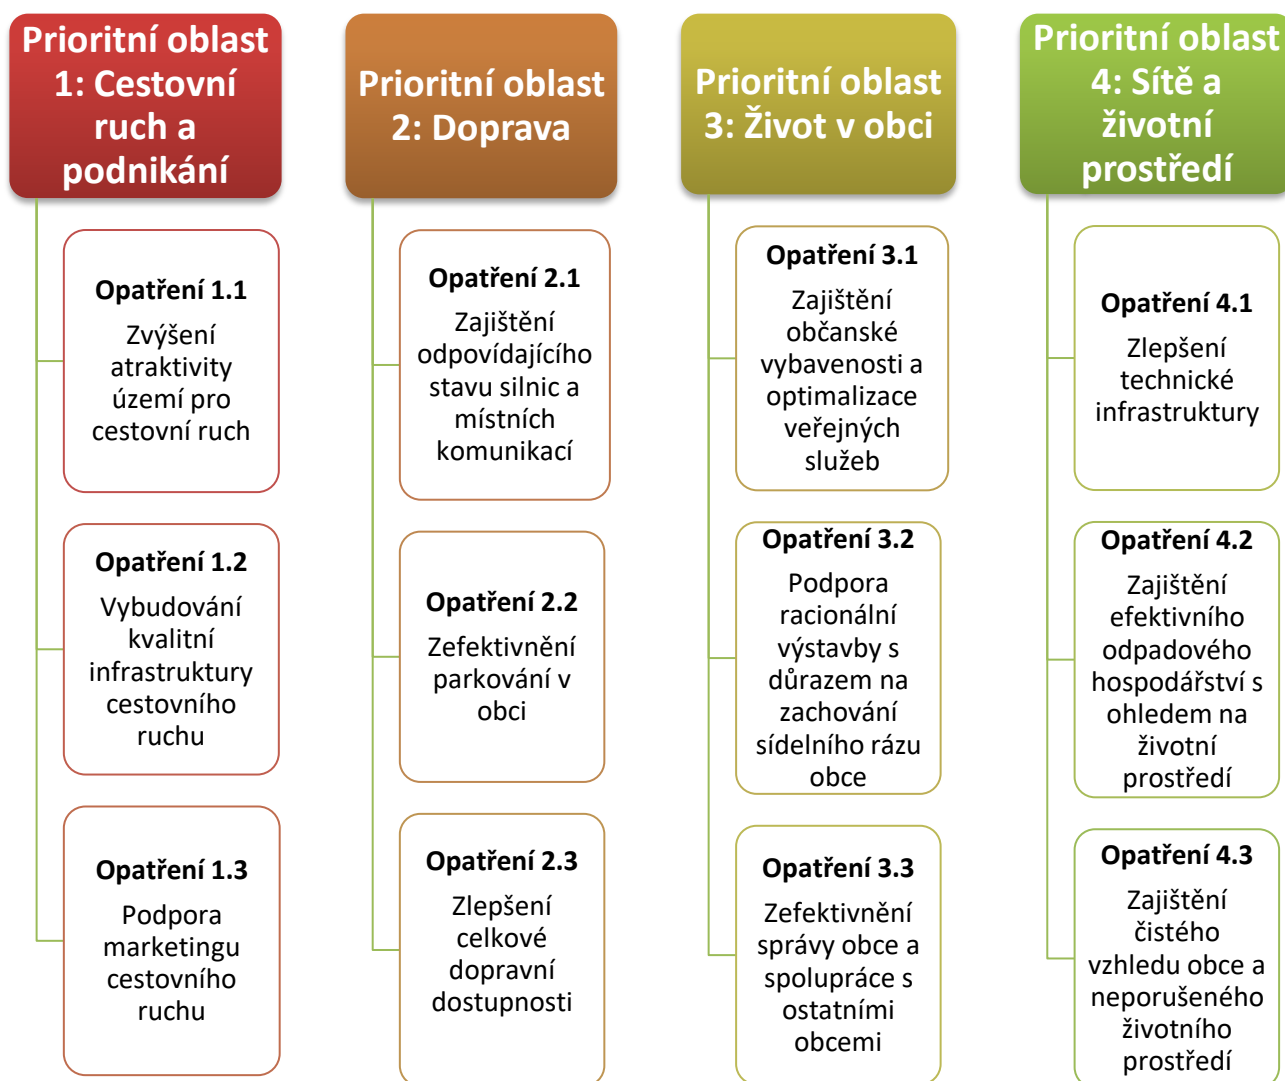 Prioritní oblast
1: Cestovní
ruch a
podnikání
Opatření 1.1
Zvýšení
atraktivity
území pro
cestovní ruch
Opatření 1.2
Vybudování
kvalitní
infrastruktury
cestovního
ruchu
Opatření 1.3
Podpora
marketingu
cestovního
ruchu
Prioritní oblast
2: Doprava
Opatření 2.1
Zajištění
odpovídajícího
stavu silnic a
místních
komunikací
Opatření 2.2
Zefektivnění
parkování v
obci
Opatření 2.3
Zlepšení
celkové
dopravní
dostupnosti
Prioritní oblast
3: Život v obci
Opatření 3.1
Zajištění
občanské
vybavenosti a
optimalizace
veřejných
služeb
Opatření 3.2
Podpora
racionální
výstavby s
důrazem na
zachování
sídelního rázu
obce
Opatření 3.3
Zefektivnění
správy obce a
spolupráce s
ostatními
obcemi
Prioritní oblast
4: Sítě a
životní
prostředí
Opatření 4.1
Zlepšení
technické
infrastruktury
Opatření 4.2
Zajištění
efektivního
odpadového
hospodářství s
ohledem na
životní
prostředí
Opatření 4.3
Zajištění
čistého
vzhledu obce a
neporušeného
životního
prostředí